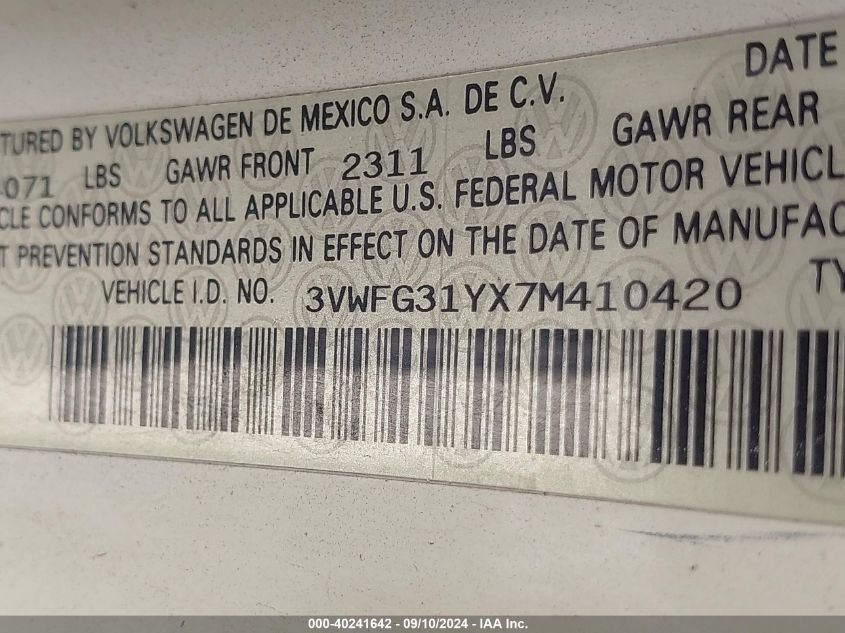 DATE
TURED BY VOLKSWAGEN DE MEXICO S.A. DE C.V.
071 LBS GAWR FRONT 2311 LBS GAWR REAR
CLE CONFORMS TO ALL APPLICABLE U.S. FEDERAL MOTOR VEHICL
T PREVENTION STANDARDS IN EFFECT ON THE DATE OF MANUFAC
VEHICLE I.D. NO. 3VWFG31YX7M410420 TY
000-40241642 - 09/10/2024 - IAA Inc.